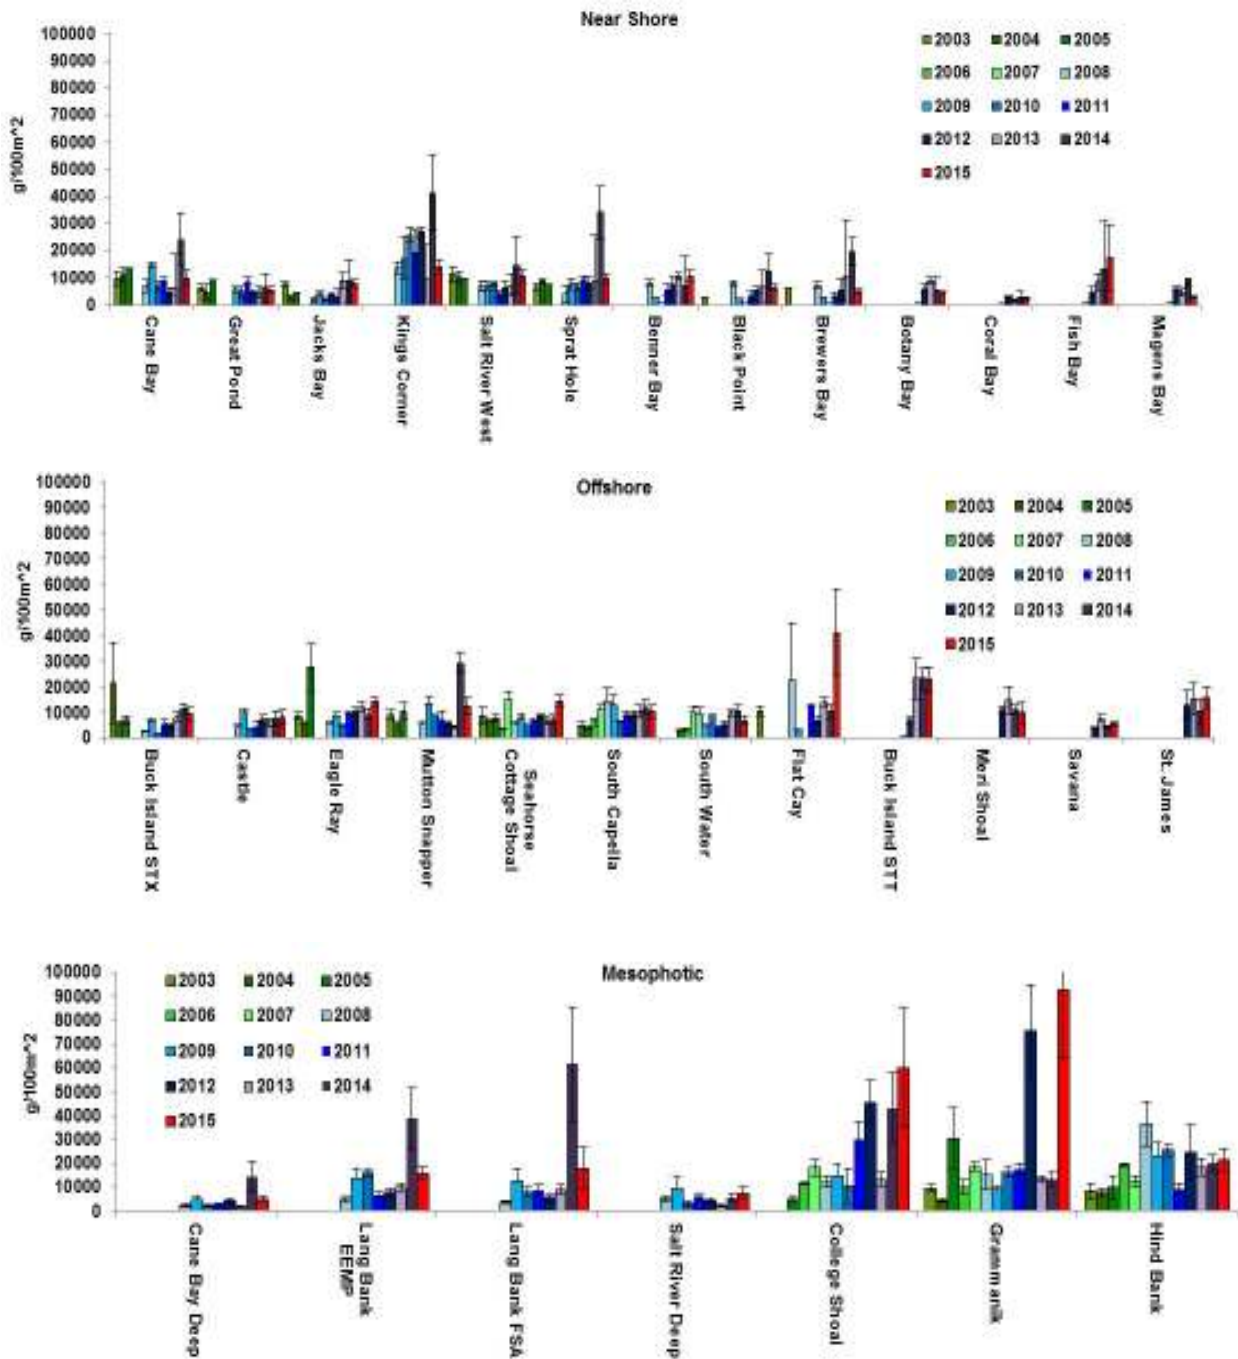 Near Shore
100000
90000
80000
70000
60000
50000
40000
30000
20000
10000
0
g/100m^2
2003 2004 2005
2006 2007 2008
2009 2010 2011
2012 2013 2014
2015
Cane Bay
Great Pond
Jacks Bay
Kings Corner
Salt River West
Sprat Hole
Benner Bay
Black Point
Brewers Bay
Botany Bay
Coral Bay
Fish Bay
Magens Bay
Offshore
100000
90000
80000
70000
60000
50000
40000
30000
20000
10000
0
g/100m^2
2003 2004 2005
2006 2007 2008
2009 2010 2011
2012 2013 2014
2015
Buck Island STX
Castle
Eagle Ray
Mutton Snapper
Seahorse
Cottage Shoal
South Capella
South Water
Flat Cay
Buck Island STT
Meri Shoal
Savana
St. James
Mesophotic
100000
90000
80000
70000
60000
50000
40000
30000
20000
10000
0
g/100m^2
2003 2004 2005
2006 2007 2008
2009 2010 2011
2012 2013 2014
2015
Cane Bay Deep
Lang Bank
EEMP
Lang Bank FSA
Salt River Deep
College Shoal
Grammanik
Hind Bank